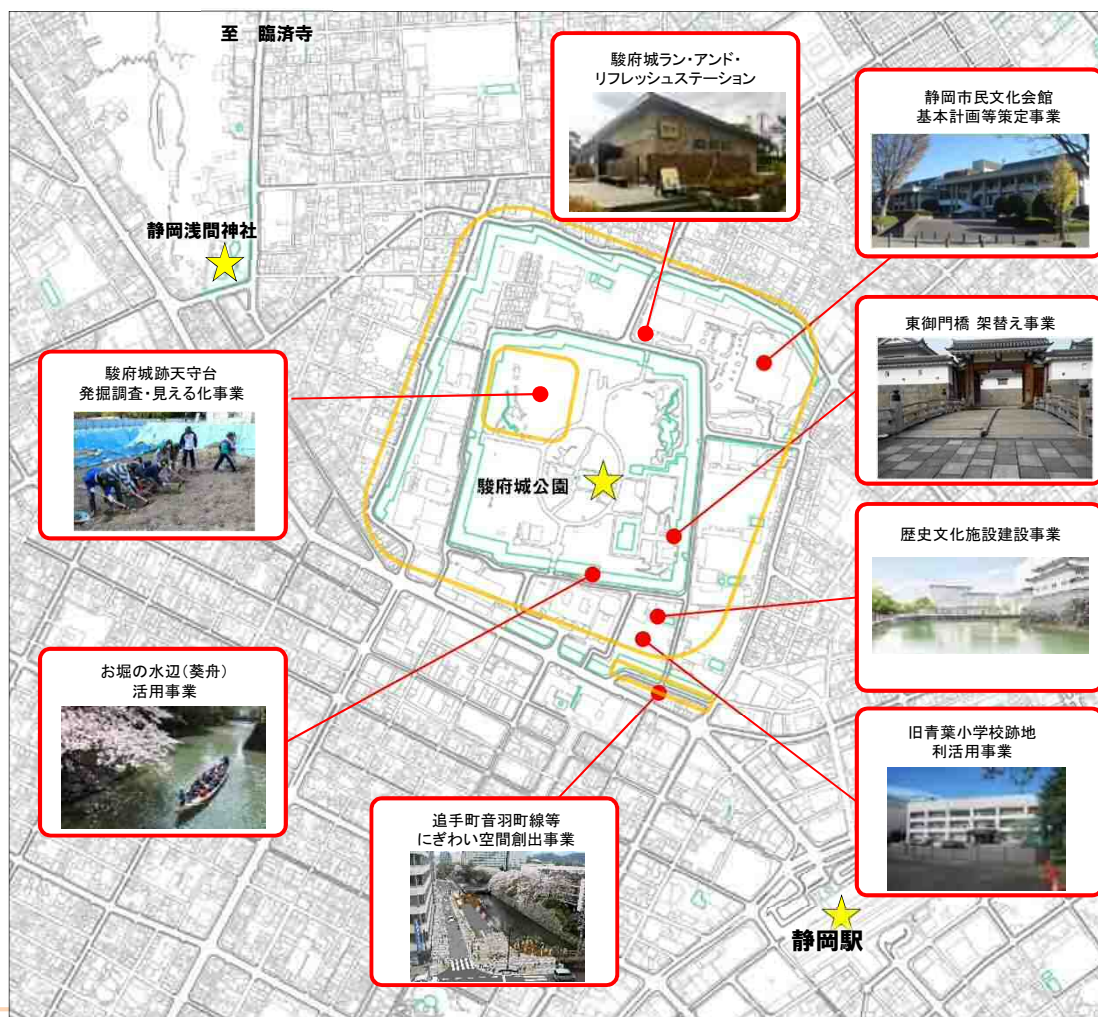 至 臨済寺
駿府城ラン・アンド・
リフレッシュステーション
静岡市民文化会館
基本計画等策定事業
静岡浅間神社
東御門橋 架替え事業
駿府城跡天守台
発掘調査・見える化事業
駿府城公園
歴史文化施設建設事業
お堀の水辺(葵舟)
活用事業
旧青葉小学校跡地
利活用事業
追手町音羽町線等
にぎわい空間創出事業
静岡駅